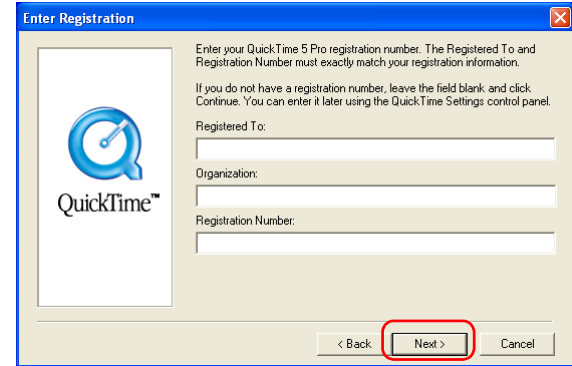 Enter Registration
Enter your QuickTime 5 Pro registration number. The Registered To and
Registration Number must exactly match your registration information.
If you do not have a registration number, leave the field blank and click
Continue. You can enter it later using the QuickTime Settings control panel.
Registered To:
Organization:
QuickTime™
Registration Number:
< Back
Next >
Cancel